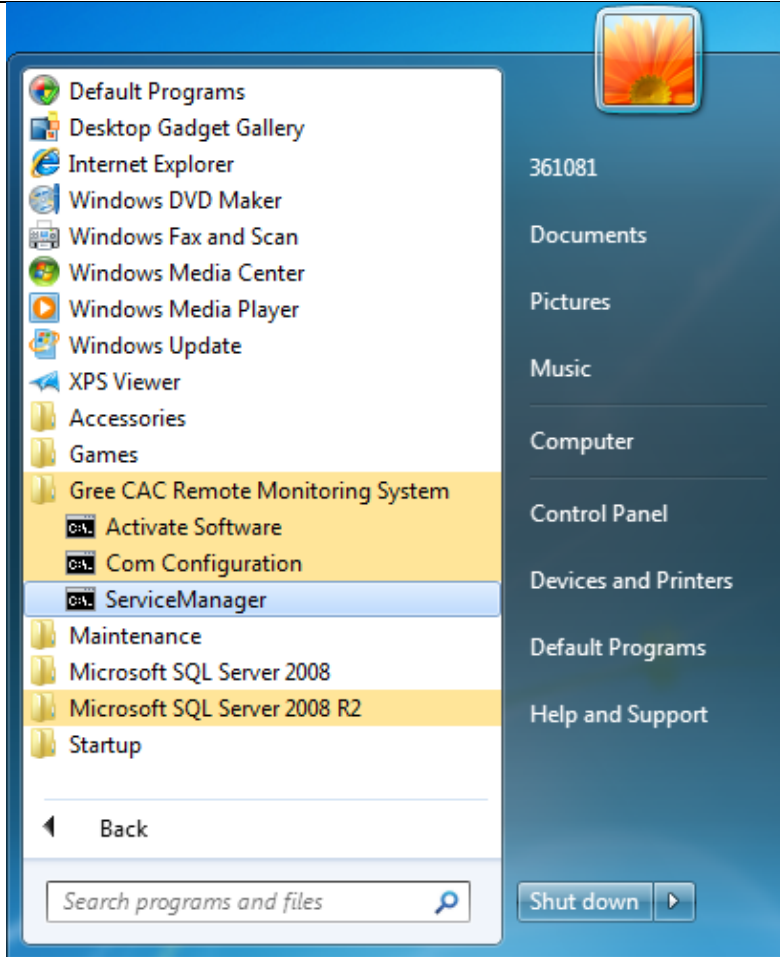 Default Programs
Desktop Gadget Gallery
Internet Explorer
Windows DVD Maker
Windows Fax and Scan
Windows Media Center
Windows Media Player
Windows Update
XPS Viewer
Accessories
Games
Gree CAC Remote Monitoring System
Activate Software
Com Configuration
ServiceManager
Maintenance
Microsoft SQL Server 2008
Microsoft SQL Server 2008 R2
Startup
Back
Search programs and files
361081
Documents
Pictures
Music
Computer
Control Panel
Devices and Printers
Default Programs
Help and Support
Shut down